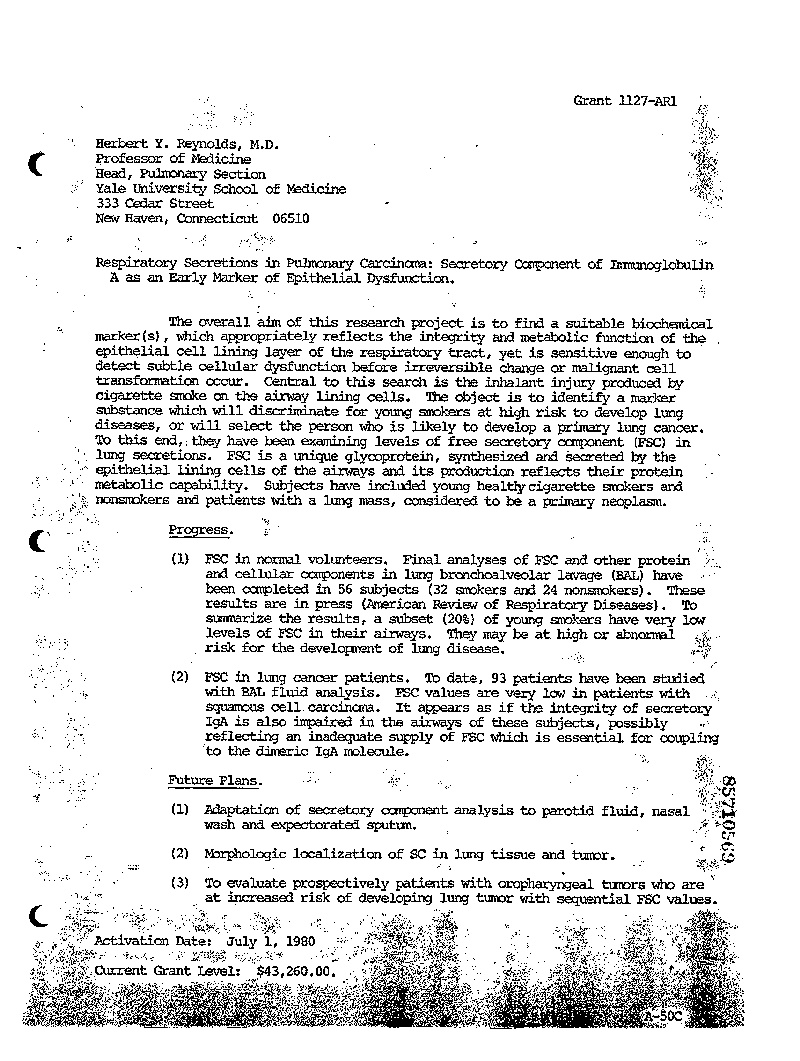 Grant 1127-AR1
Herbert Y. Reynolds, M.D.
Professor of Medicine
Head, Pulmonary Section
Yale University School of Medicine
333 Cedar Street
New Haven, Connecticut 06510
Respiratory Secretions in Pulmonary Carcinoma: Secretory Component of Immunoglobulin
A as an Early Marker of Epithelial Dysfunction.
The overall aim of this research project is to find a suitable biochemical
marker(s), which appropriately reflects the integrity and metabolic function of the
epithelial cell lining layer of the respiratory tract, yet is sensitive enough to
detect subtle cellular dysfunction before irreversible change or malignant cell
transformation occur. Central to this search is the inhalant injury produced by
cigarette smoke on the airway lining cells. The object is to identify a marker
substance which will discriminate for young smokers at high risk to develop lung
diseases, or will select the person who is likely to develop a primary lung cancer.
To this end, they have been examining levels of free secretory component (FSC) in
lung secretions. FSC is a unique glycoprotein, synthesized and secreted by the
epithelial lining cells of the airways and its production reflects their protein
metabolic capability. Subjects have included young healthy cigarette smokers and
nonsmokers and patients with a lung mass, considered to be a primary neoplasm.
Progress.
(1) FSC in normal volunteers. Final analyses of FSC and other protein
and cellular components in lung bronchoalveolar lavage (BAL) have
been completed in 56 subjects (32 smokers and 24 nonsmokers). These
results are in press (American Review of Respiratory Diseases). To
summarize the results, a subset (20%) of young smokers have very low
levels of FSC in their airways. They may be at high or abnormal
risk for the development of lung disease.
(2) FSC in lung cancer patients. To date, 93 patients have been studied
with BAL fluid analysis. FSC values are very low in patients with
squamous cell carcinoma. It appears as if the integrity of secretory
IgA is also impaired in the airways of these subjects, possibly
reflecting an inadequate supply of FSC which is essential for coupling
to the dimeric IgA molecule.
Future Plans.
(1) Adaptation of secretory component analysis to parotid fluid, nasal
wash and expectorated sputum.
(2) Morphologic localization of SC in lung tissue and tumor.
(3) To evaluate prospectively patients with oropharyngeal tumors who are
at increased risk of developing lung tumor with sequential FSC values.
Activation Date: July 1, 1980
Current Grant Level: $43,260.00.
A-50C
85710569